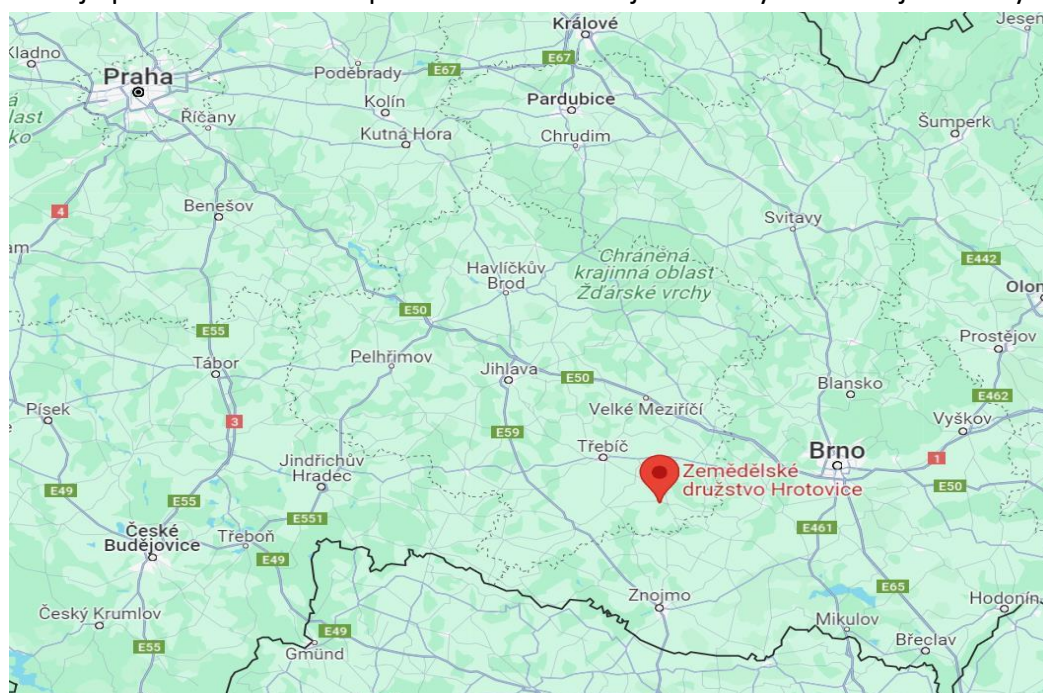 Králové
Jesen
Kladno
E67
Praha
Poděbrady
E67
Kolín
Pardubice
Říčany
Kutná Hora
Chrudim
Šumperk
4
Benešov
Svitavy
Chráněná
krajinná oblast
Žďárské vrchy
Havlíčkův
Brod
E442
Olon
E50
E55
Prostějov
Pelhřimov
Tábor
Jihlava
E50
Blansko
E462
Velké Meziříčí
Písek
3
Vyškov
E59
Třebíč
Brno
1
Jindřichův
Hradec
Zemědělské
družstvo Hrotovice
E49
E50
E55
E551
České
Budějovice
Třeboň
E461
E49
E65
Znojmo
Hodonín
Český Krumlov
Mikulov
E49
Gmünd
Břeclav
E55